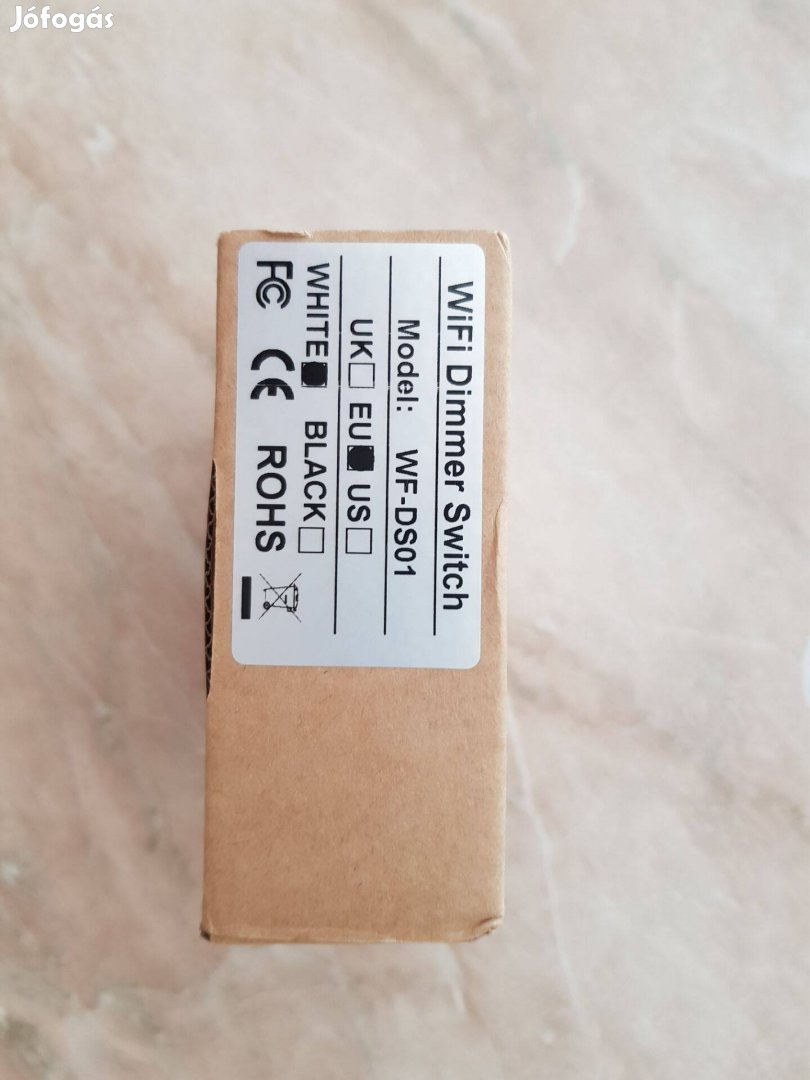 Jófogás
WiFi Dimmer Switch
Model: WF-DS01
UK EU US
WHITE BLACK
FC CE ROHS